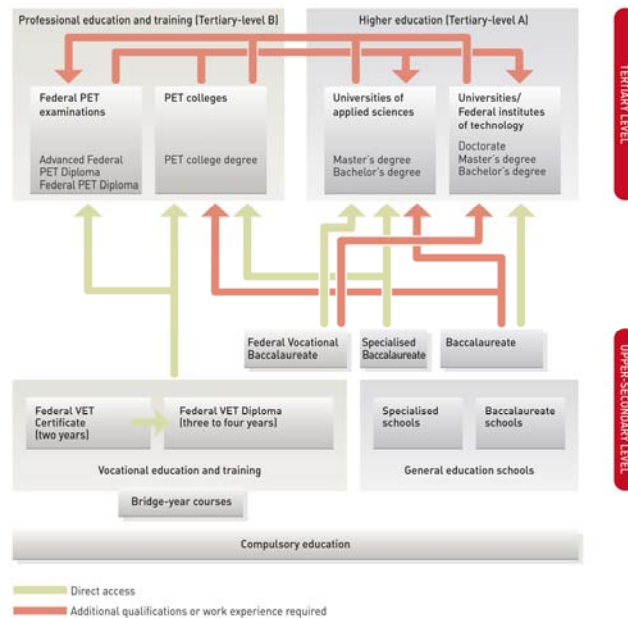 Professional education and training (Tertiary-level B)
Higher education (Tertiary-level A)
Federal PET
examinations
Advanced Federal
PET Diploma
Federal PET Diploma
PET colleges
PET college degree
Universities of
applied sciences
Master's degree
Bachelor's degree
Universities/
Federal institutes
of technology
Doctorate
Master's degree
Bachelor's degree
TERTIARY LEVEL
Federal Vocational
Baccalaureate
Specialised
Baccalaureate
Baccalaureate
UPPER-SECONDARY LEVEL
Federal VET
Certificate
(two years)
Federal VET Diploma
(three to four years)
Specialised
schools
Baccalaureate
schools
Vocational education and training
General education schools
Bridge-year courses
Compulsory education
Direct access
Additional qualifications or work experience required